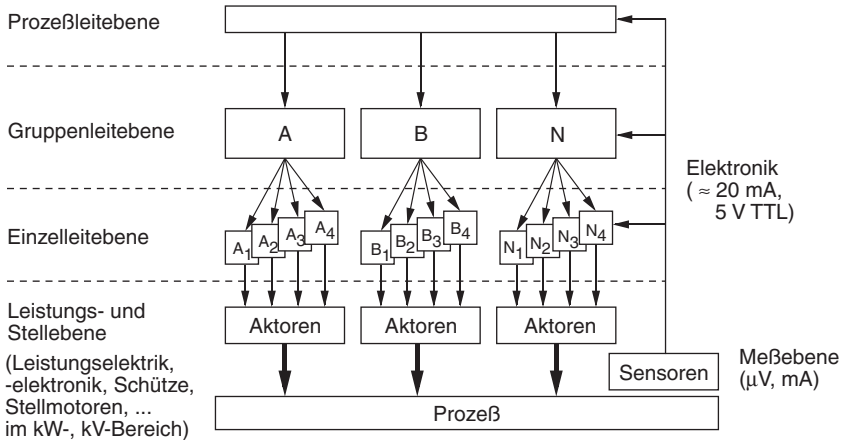 Prozeßleitebene
Gruppenleitebene
A
B
N
Elektronik
( ≈ 20 mA,
5 V TTL)
Einzelleitebene
A1 A2 A3 A4
B1 B2 B3 B4
N1 N2 N3 N4
Leistungs- und
Stellebene
(Leistungselektrik,
-elektronik, Schütze,
Stellmotoren, ...
im kW-, kV-Bereich)
Aktoren
Aktoren
Aktoren
Sensoren
Meßebene
(μV, mA)
Prozeß